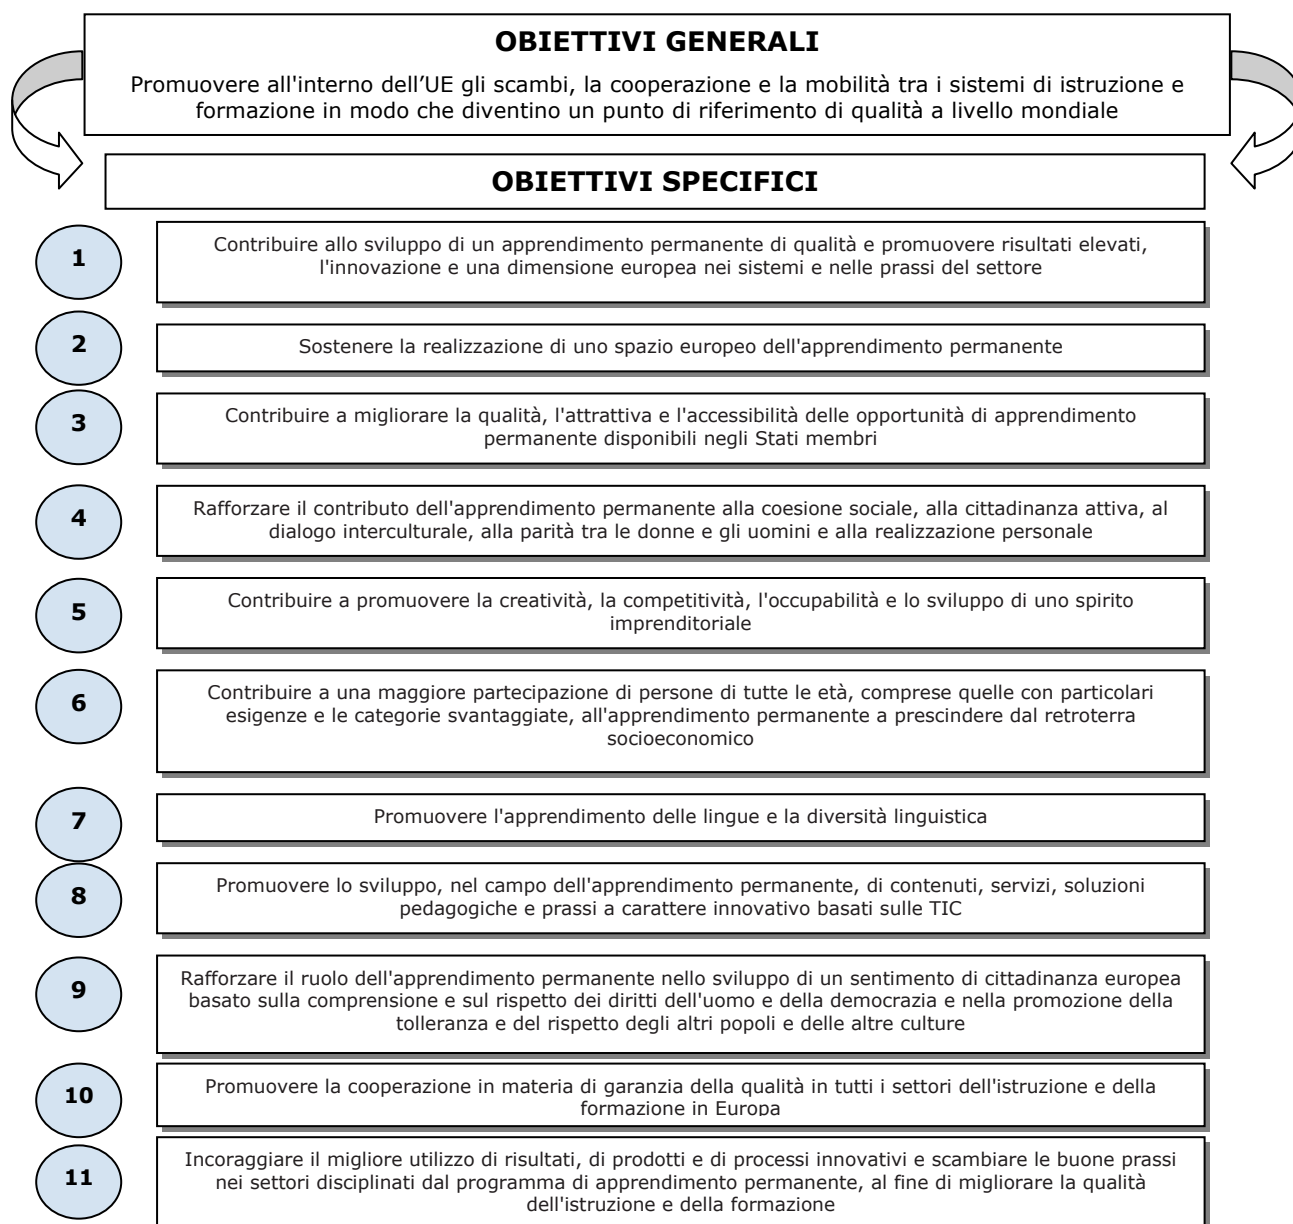 OBIETTIVI GENERALI
Promuovere all'interno dell’UE gli scambi, la cooperazione e la mobilità tra i sistemi di istruzione e
formazione in modo che diventino un punto di riferimento di qualità a livello mondiale
OBIETTIVI SPECIFICI
1
Contribuire allo sviluppo di un apprendimento permanente di qualità e promuovere risultati elevati,
l'innovazione e una dimensione europea nei sistemi e nelle prassi del settore
2
Sostenere la realizzazione di uno spazio europeo dell'apprendimento permanente
3
Contribuire a migliorare la qualità, l'attrattiva e l'accessibilità delle opportunità di apprendimento
permanente disponibili negli Stati membri
4
Rafforzare il contributo dell'apprendimento permanente alla coesione sociale, alla cittadinanza attiva, al
dialogo interculturale, alla parità tra le donne e gli uomini e alla realizzazione personale
5
Contribuire a promuovere la creatività, la competitività, l'occupabilità e lo sviluppo di uno spirito
imprenditoriale
6
Contribuire a una maggiore partecipazione di persone di tutte le età, comprese quelle con particolari
esigenze e le categorie svantaggiate, all'apprendimento permanente a prescindere dal retroterra
socioeconomico
7
Promuovere l'apprendimento delle lingue e la diversità linguistica
8
Promuovere lo sviluppo, nel campo dell'apprendimento permanente, di contenuti, servizi, soluzioni
pedagogiche e prassi a carattere innovativo basati sulle TIC
9
Rafforzare il ruolo dell'apprendimento permanente nello sviluppo di un sentimento di cittadinanza europea
basato sulla comprensione e sul rispetto dei diritti dell'uomo e della democrazia e nella promozione della
tolleranza e del rispetto degli altri popoli e delle altre culture
10
Promuovere la cooperazione in materia di garanzia della qualità in tutti i settori dell'istruzione e della
formazione in Europa
11
Incoraggiare il migliore utilizzo di risultati, di prodotti e di processi innovativi e scambiare le buone prassi
nei settori disciplinati dal programma di apprendimento permanente, al fine di migliorare la qualità
dell'istruzione e della formazione